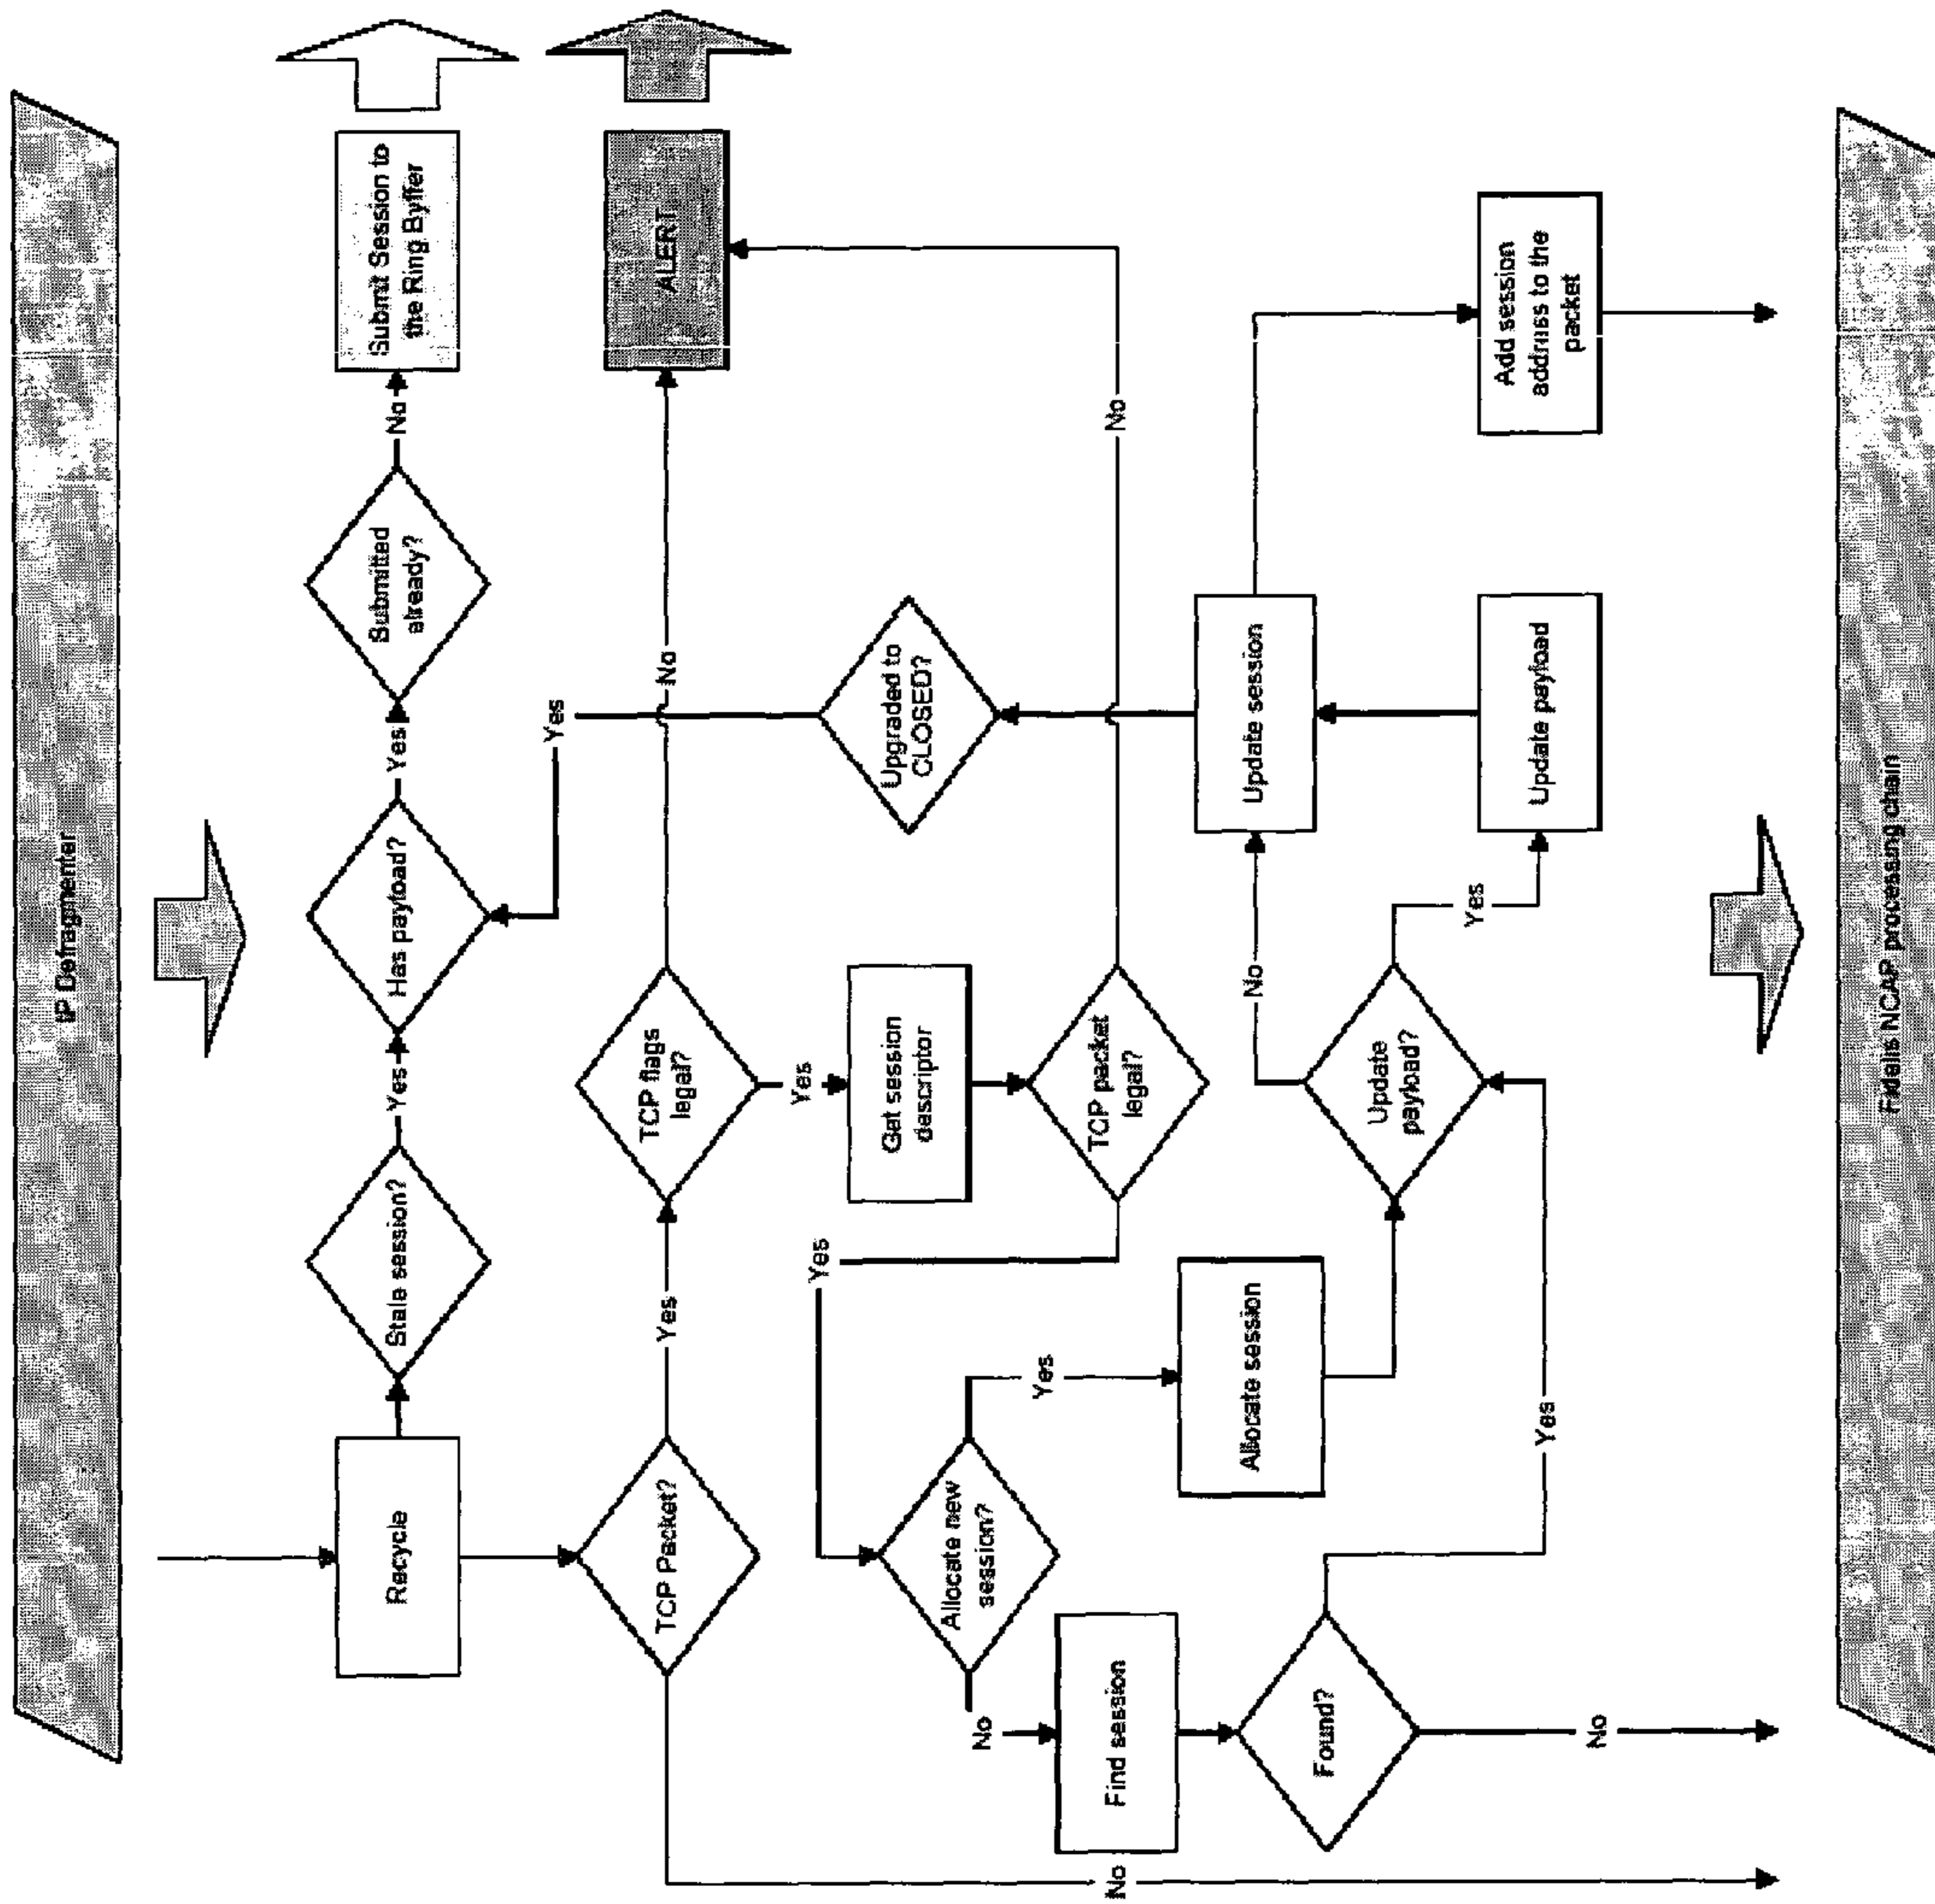 IP Defragmenter
Recycle
Stale session?
Yes
Has payload?
Yes
Submitted
already?
No
Submit Session to
the Ring Byffer
TCP Packet?
Yes
TCP flags
legal?
No
ALERT
Yes
Yes
Get session
descriptor
Upgraded to
CLOSED?
Yes
Allocate new
session?
Yes
TCP packet
legal?
No
No
Find session
No
Allocate session
No
Update session
Found?
Update
payload?
Yes
Yes
Update payload
Add session
address to the
packet
No
Fidelis NCAP processing chain